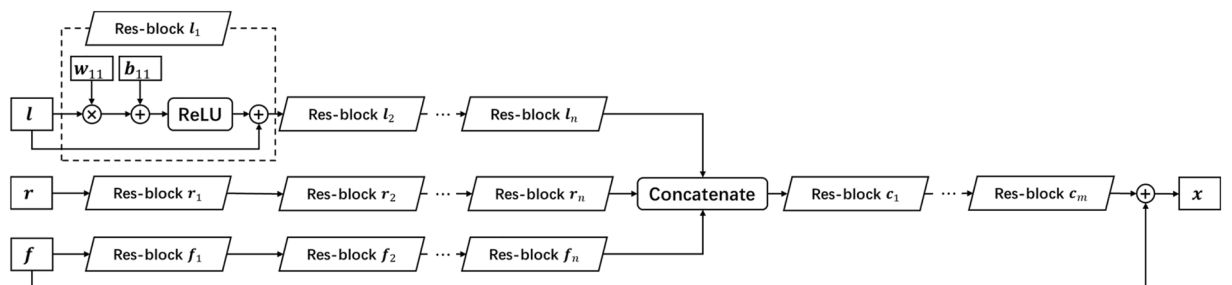 Res-block l₁
w₁₁ b₁₁
l × + ReLU + Res-block l₂ ... Res-block lₙ
r Res-block r₁ Res-block r₂ ... Res-block rₙ Concatenate Res-block c₁ ... Res-block cₘ + x
f Res-block f₁ Res-block f₂ ... Res-block fₙ